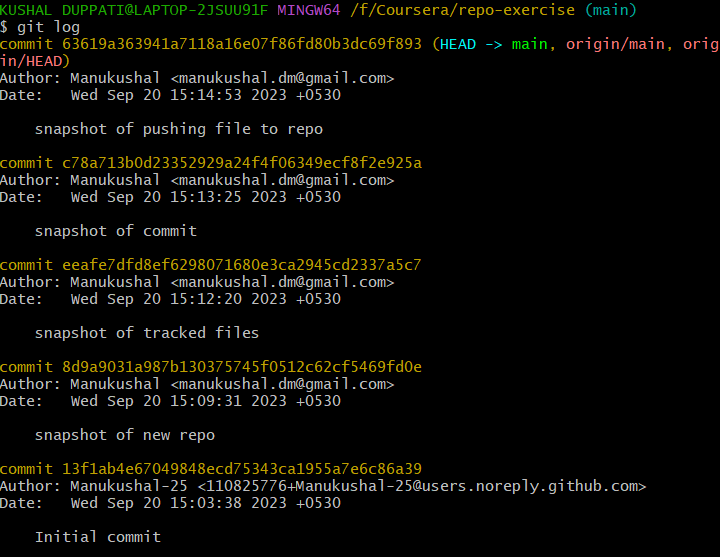 KUSHAL DUPPATI@LAPTOP-2JSUU91F MINGW64 /f/Coursera/repo-exercise (main)
$ git log
commit 63619a363941a7118a16e07f86fd80b3dc69f893 (HEAD -> main, origin/main, orig
in/HEAD)
Author: Manukushal <manukushal.dm@gmail.com>
Date:   Wed Sep 20 15:14:53 2023 +0530
    snapshot of pushing file to repo
commit c78a713b0d23352929a24f4f06349ecf8f2e925a
Author: Manukushal <manukushal.dm@gmail.com>
Date:   Wed Sep 20 15:13:25 2023 +0530
    snapshot of commit
commit eeafe7dfd8ef6298071680e3ca2945cd2337a5c7
Author: Manukushal <manukushal.dm@gmail.com>
Date:   Wed Sep 20 15:12:20 2023 +0530
    snapshot of tracked files
commit 8d9a9031a987b130375745f0512c62cf5469fd0e
Author: Manukushal <manukushal.dm@gmail.com>
Date:   Wed Sep 20 15:09:31 2023 +0530
    snapshot of new repo
commit 13f1ab4e67049848ecd75343ca1955a7e6c86a39
Author: Manukushal-25 <110825776+Manukushal-25@users.noreply.github.com>
Date:   Wed Sep 20 15:03:38 2023 +0530
    Initial commit